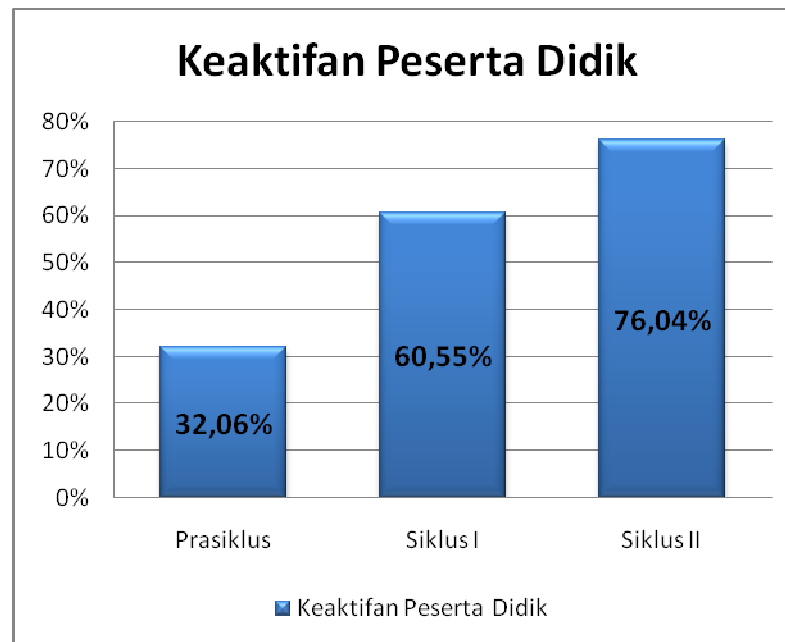 Keaktifan Peserta Didik
80%
70%
60%
50%
40%
30%
20%
10%
0%
32,06%
60,55%
76,04%
Prasiklus
Siklus I
Siklus II
Keaktifan Peserta Didik